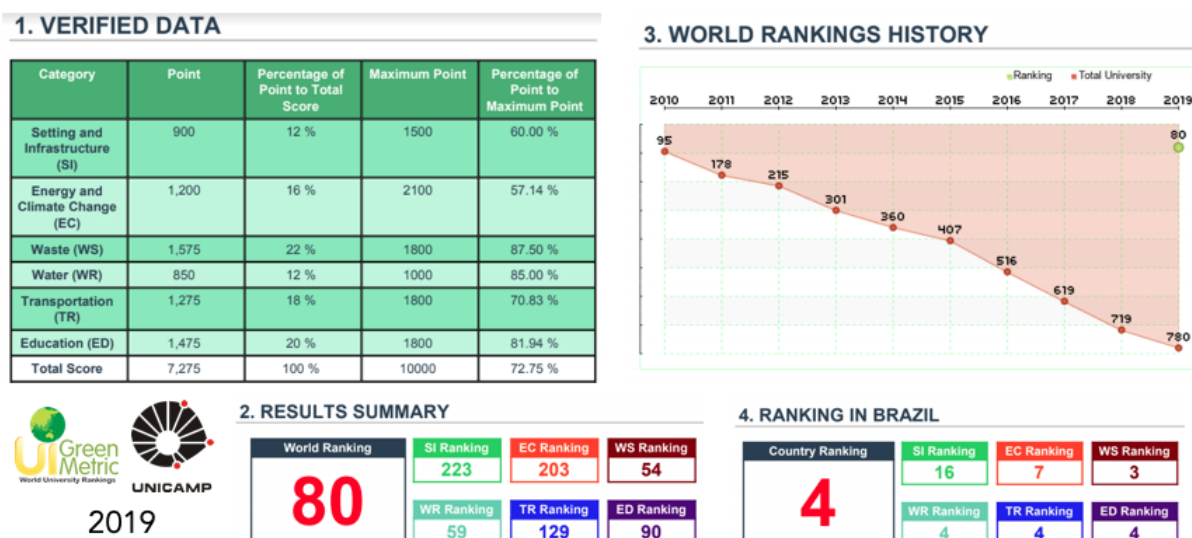 1. VERIFIED DATA
Category Point Percentage of Point to Total Score Maximum Point Percentage of Point to Maximum Point
Setting and Infrastructure (SI) 900 12 % 1500 60.00 %
Energy and Climate Change (EC) 1,200 16 % 2100 57.14 %
Waste (WS) 1,575 22 % 1800 87.50 %
Water (WR) 850 12 % 1000 85.00 %
Transportation (TR) 1,275 18 % 1800 70.83 %
Education (ED) 1,475 20 % 1800 81.94 %
Total Score 7,275 100 % 10000 72.75 %
3. WORLD RANKINGS HISTORY
Ranking Total University
2010 2011 2012 2013 2014 2015 2016 2017 2018 2019
80
95
178
215
301
360
407
516
619
719
780
UI Green
Metric
World University Rankings
UNICAMP
2019
2. RESULTS SUMMARY
World Ranking SI Ranking EC Ranking WS Ranking
80 223 203 54
WR Ranking TR Ranking ED Ranking
59 129 90
4. RANKING IN BRAZIL
Country Ranking SI Ranking EC Ranking WS Ranking
4 16 7 3
WR Ranking TR Ranking ED Ranking
4 4 4